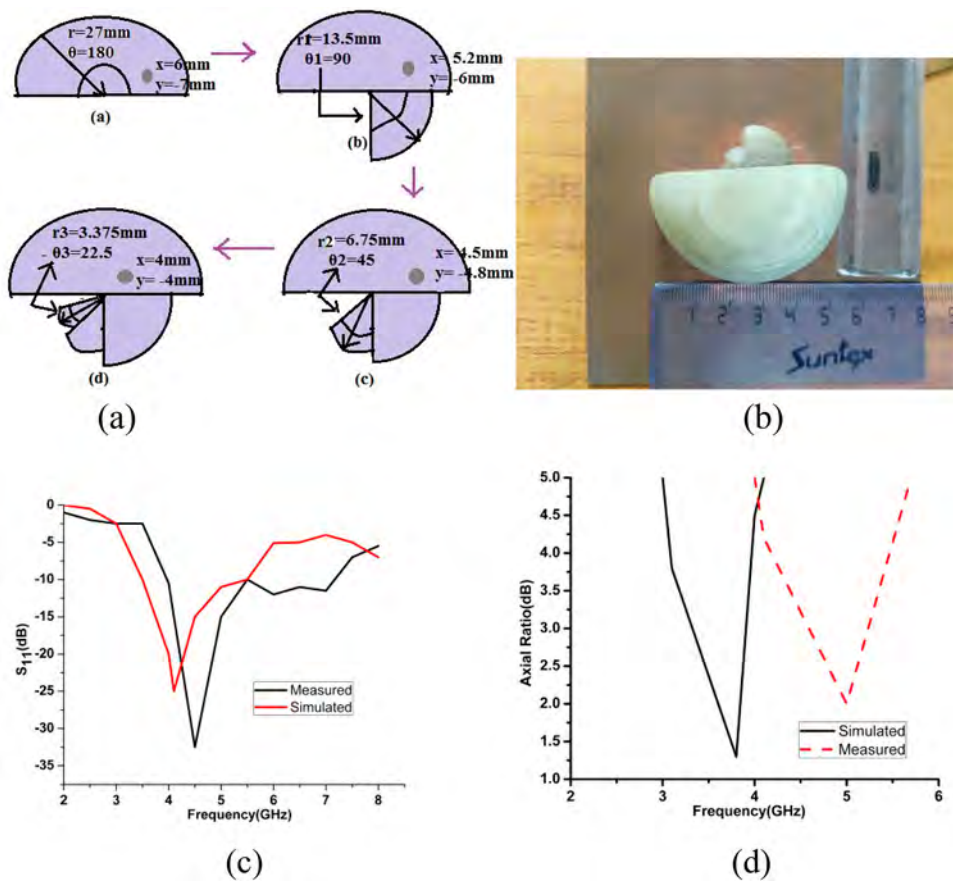 r=27mm
θ=180
x=6mm
y=-7mm
(a)
r1=13.5mm
θ1=90
x= 5.2mm
y= -6mm
(b)
r3=3.375mm
θ3=22.5
x=4mm
y= -4mm
(d)
r2=6.75mm
θ2=45
x= 4.5mm
y= -4.8mm
(c)
(a)
1 2 3 4 5 6 7 8 9
Suntex
(b)
0
-5
-10
-15
-20
-25
-30
-35
S11(dB)
Measured
Simulated
2 3 4 5 6 7 8
Frequency(GHz)
(c)
5.0
4.5
4.0
3.5
3.0
2.5
2.0
1.5
1.0
Axial Ratio(dB)
Simulated
Measured
2 3 4 5 6
Frequency(GHz)
(d)